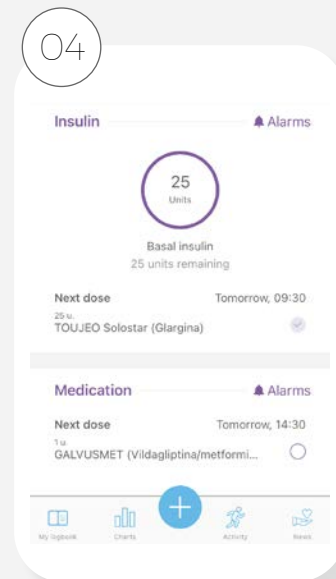 04
Insulin Alarms
25
Units
Basal insulin
25 units remaining
Next dose Tomorrow, 09:30
25 u.
TOUJEO Solostar (Glargina)
Medication Alarms
Next dose Tomorrow, 14:30
1 u.
GALVUSMET (Vildagliptina/metformi...
My logbook Charts + Activity News